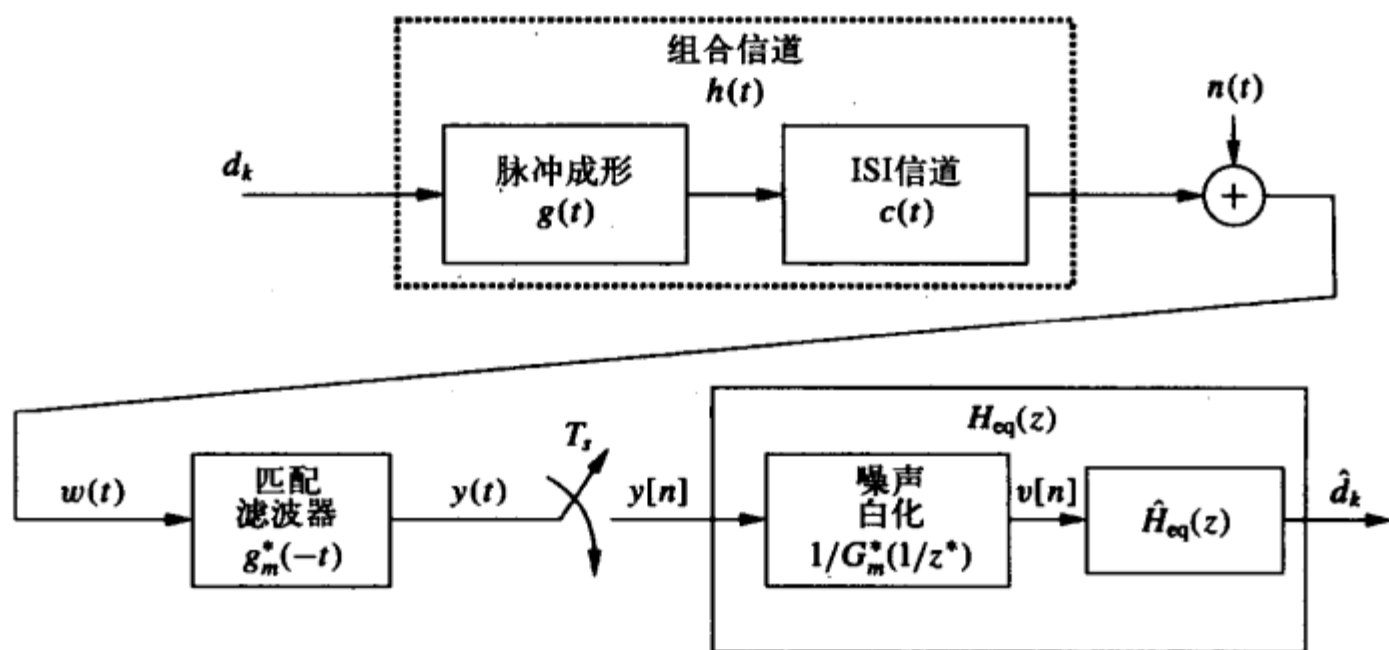 组合信道
h(t)
n(t)
d_k
脉冲成形
g(t)
ISI信道
c(t)
+
H_eq(z)
T_s
w(t)
匹配
滤波器
g_m^*(-t)
y(t)
y[n]
噪声
白化
1/G_m^*(1/z^*)
v[n]
Ĥ_eq(z)
d̂_k